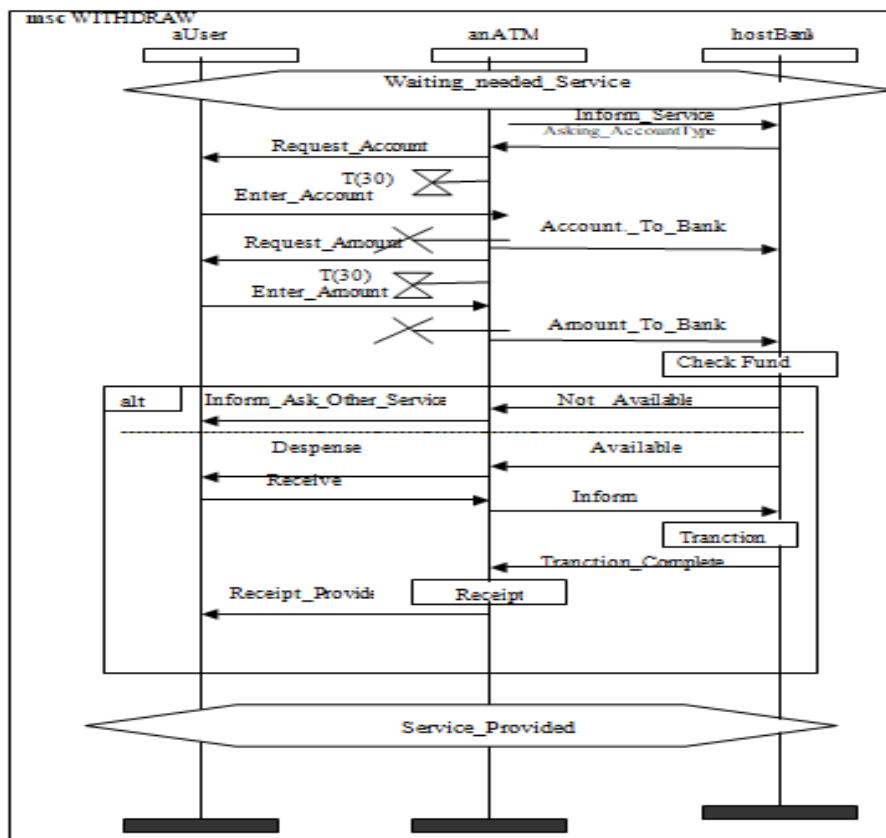 msc WITHDRAW
aUser anATM hostBank
Waiting_needed_Service
Inform_Service
Asking_AccountType
Request_Account
T(30)
Enter_Account
Account._To_Bank
Request_Amount
T(30)
Enter_Amount
Amount_To_Bank
Check Fund
alt Inform_Ask_Other_Service Not_Available
Despense Available
Receive
Inform
Tranction
Tranction_Complete
Receipt_Provide Receipt
Service_Provided